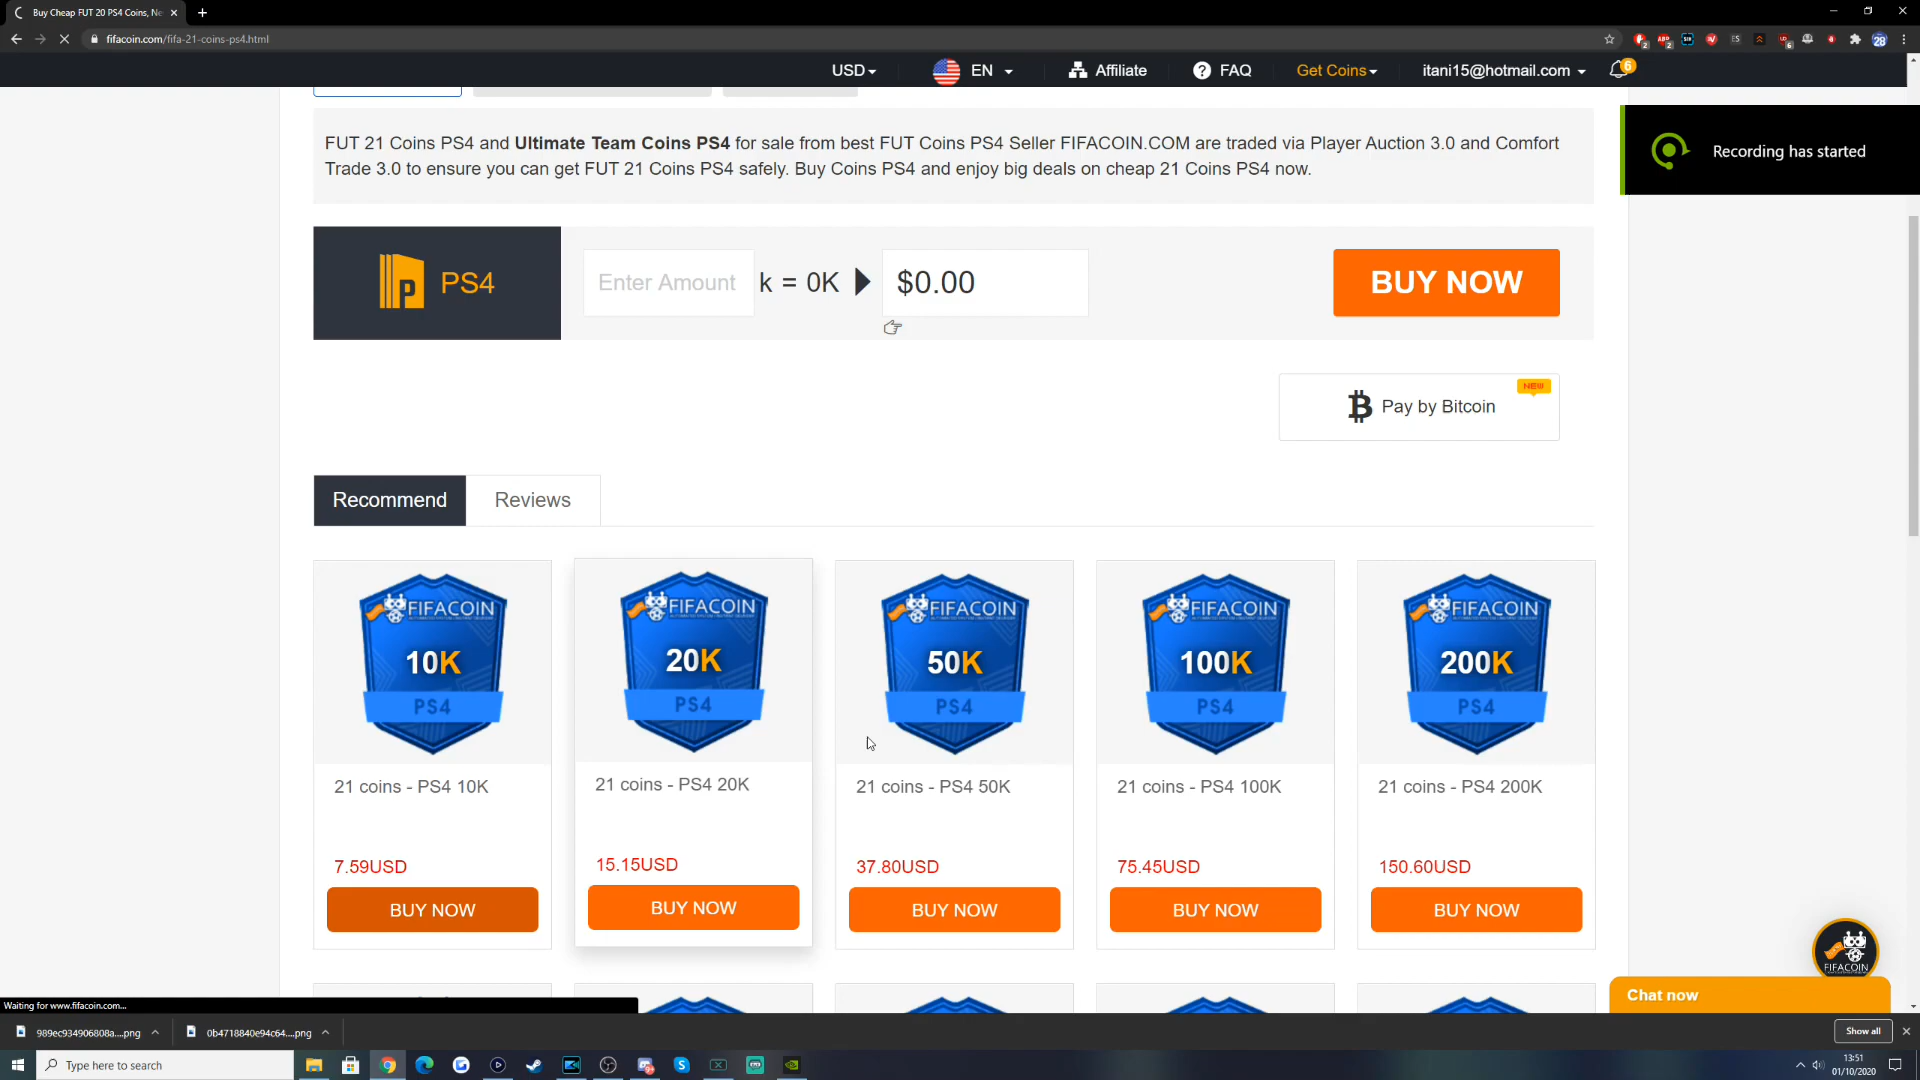 Buy Cheap FUT 20 PS4 Coins, Ne
fifacoin.com/fifa-21-coins-ps4.html
USD
EN
Affiliate
FAQ
Get Coins
itani15@hotmail.com
6
Recording has started
FUT 21 Coins PS4 and Ultimate Team Coins PS4 for sale from best FUT Coins PS4 Seller FIFACOIN.COM are traded via Player Auction 3.0 and Comfort
Trade 3.0 to ensure you can get FUT 21 Coins PS4 safely. Buy Coins PS4 and enjoy big deals on cheap 21 Coins PS4 now.
PS4
Enter Amount
k = 0K
$0.00
BUY NOW
NEW
Pay by Bitcoin
Recommend
Reviews
FIFACOIN
10K
PS4
21 coins - PS4 10K
7.59USD
BUY NOW
FIFACOIN
20K
PS4
21 coins - PS4 20K
15.15USD
BUY NOW
FIFACOIN
50K
PS4
21 coins - PS4 50K
37.80USD
BUY NOW
FIFACOIN
100K
PS4
21 coins - PS4 100K
75.45USD
BUY NOW
FIFACOIN
200K
PS4
21 coins - PS4 200K
150.60USD
BUY NOW
FIFACOIN
Chat now
Waiting for www.fifacoin.com...
989ec934906808a....png
0b4718840e94c64....png
Show all
Type here to search
13:51
01/10/2020